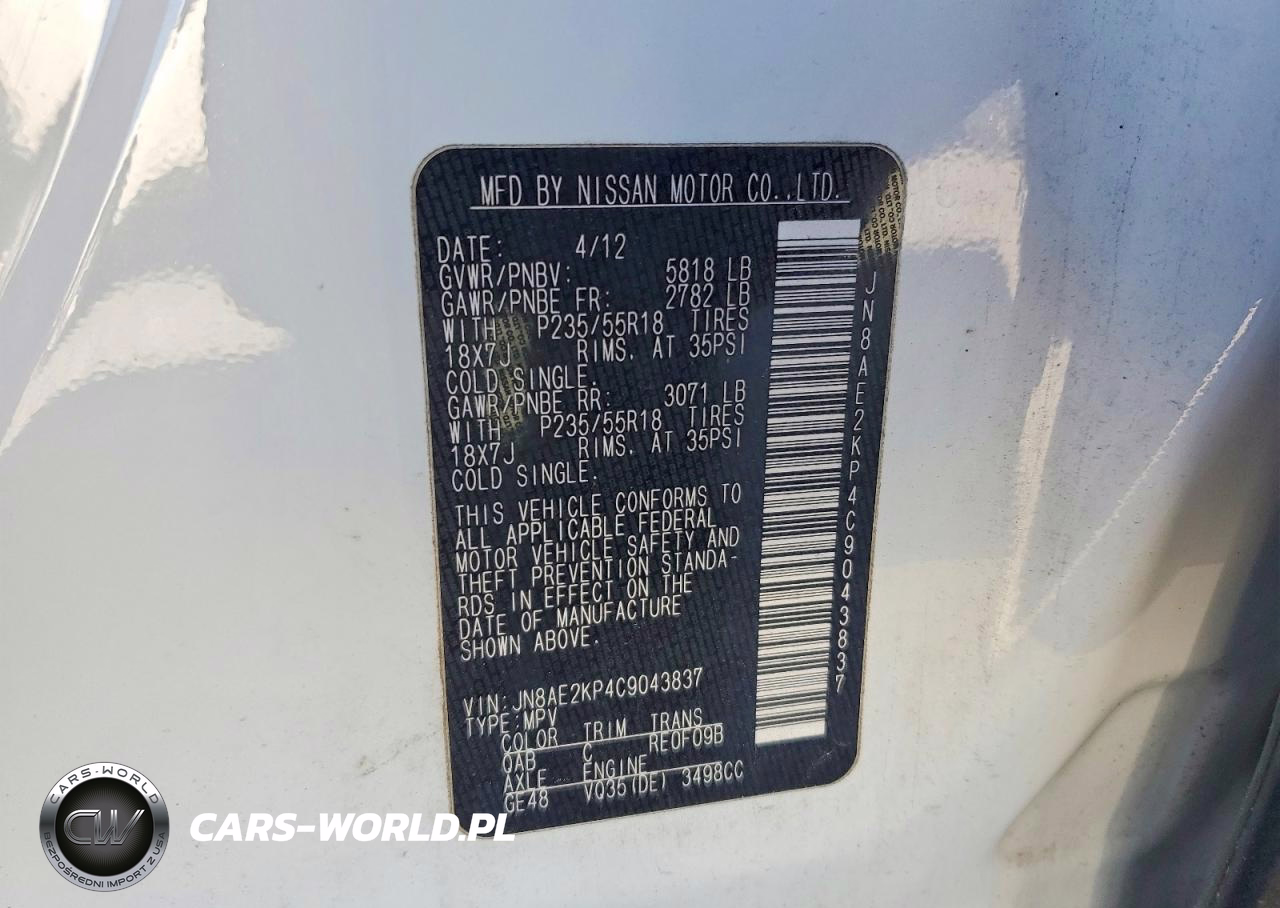 MFD BY NISSAN MOTOR CO.,LTD.
DATE: 4/12
GVWR/PNBV: 5818 LB
GAWR/PNBE FR: 2782 LB
WITH P235/55R18 TIRES
18X7J RIMS. AT 35PSI
COLD SINGLE.
GAWR/PNBE RR: 3071 LB
WITH P235/55R18 TIRES
18X7J RIMS. AT 35PSI
COLD SINGLE.
THIS VEHICLE CONFORMS TO
ALL APPLICABLE FEDERAL
MOTOR VEHICLE SAFETY AND
THEFT PREVENTION STANDA-
RDS IN EFFECT ON THE
DATE OF MANUFACTURE
SHOWN ABOVE.
VIN:JN8AE2KP4C9043837
TYPE:MPV
COLOR TRIM TRANS
QAB C RE0F09B
AXLE ENGINE
GE48 VQ35(DE) 3498CC
JN8AE2KP4C9043837
CARS-WORLD
CW
BEZPOŚREDNI IMPORT Z USA
CARS-WORLD.PL